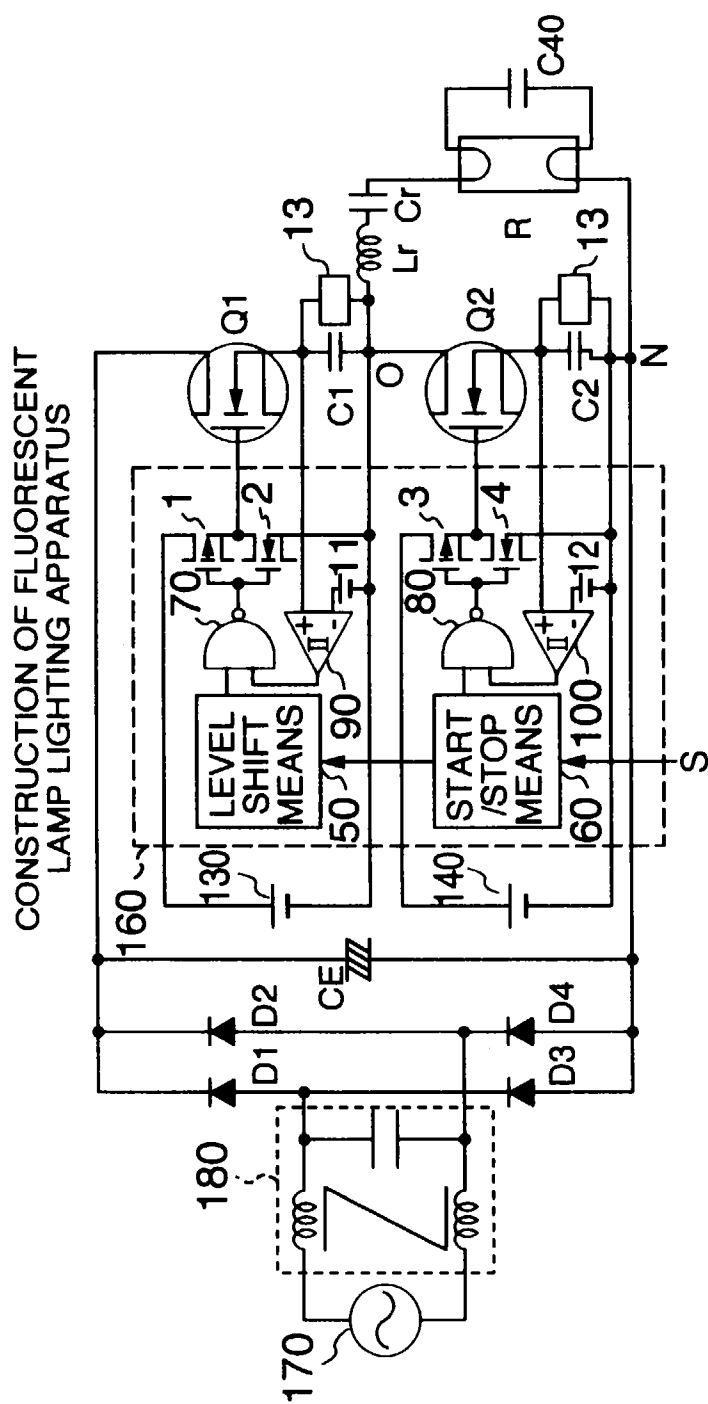 CONSTRUCTION OF FLUORESCENT
LAMP LIGHTING APPARATUS
160
130
140
CE
D1
D2
D3
D4
180
170
LEVEL
SHIFT
MEANS
50
START
/STOP
MEANS
60
S
70
1
2
+
-
II
11
90
80
3
4
+
-
II
12
100
Q1
13
C1
O
Lr
Cr
Q2
13
C2
N
R
C40